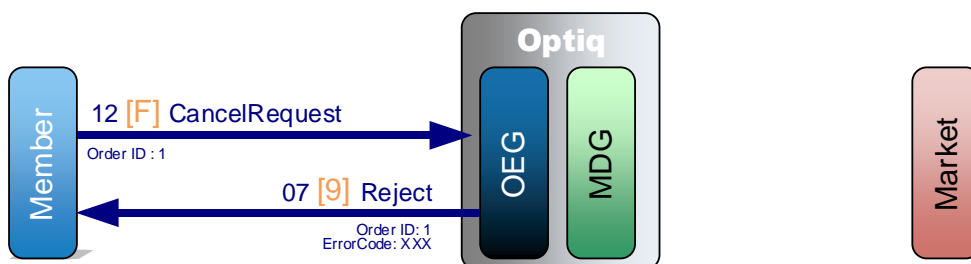 Optiq
Member
12 [F] CancelRequest
Order ID : 1
07 [9] Reject
Order ID: 1
ErrorCode: XXX
OEG
MDG
Market